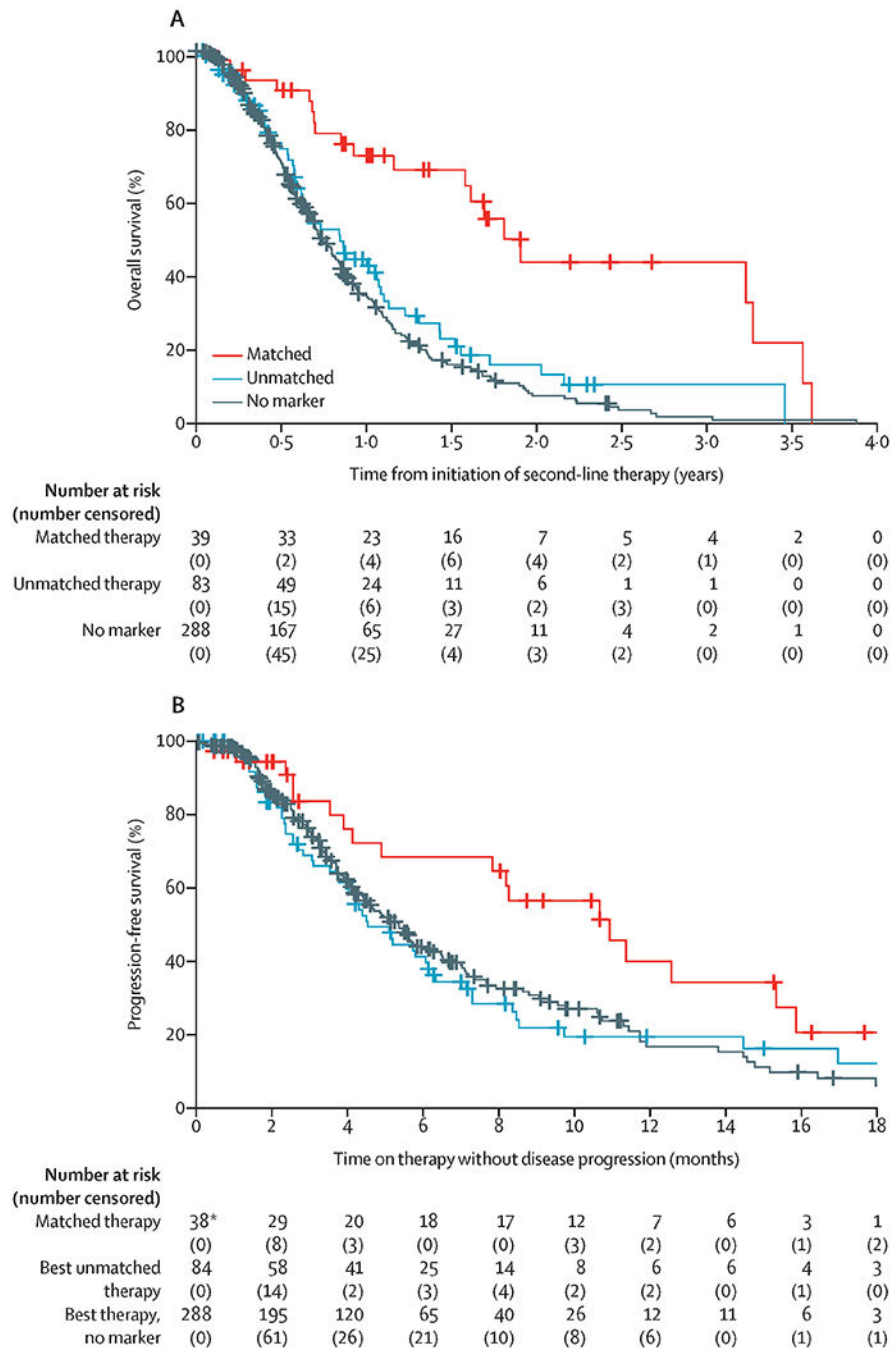 A
100
80
60
40
20
0
Overall survival (%)
Matched
Unmatched
No marker
0 0·5 1·0 1·5 2·0 2·5 3·0 3·5 4·0
Time from initiation of second-line therapy (years)
Number at risk
(number censored)
Matched therapy 39 33 23 16 7 5 4 2 0
(0) (2) (4) (6) (4) (2) (1) (0) (0)
Unmatched therapy 83 49 24 11 6 1 1 0 0
(0) (15) (6) (3) (2) (3) (0) (0) (0)
No marker 288 167 65 27 11 4 2 1 0
(0) (45) (25) (4) (3) (2) (0) (0) (0)
B
100
80
60
40
20
0
Progression-free survival (%)
0 2 4 6 8 10 12 14 16 18
Time on therapy without disease progression (months)
Number at risk
(number censored)
Matched therapy 38* 29 20 18 17 12 7 6 3 1
(0) (8) (3) (0) (0) (3) (2) (0) (1) (2)
Best unmatched 84 58 41 25 14 8 6 6 4 3
therapy (0) (14) (2) (3) (4) (2) (2) (0) (1) (0)
Best therapy, 288 195 120 65 40 26 12 11 6 3
no marker (0) (61) (26) (21) (10) (8) (6) (0) (1) (1)